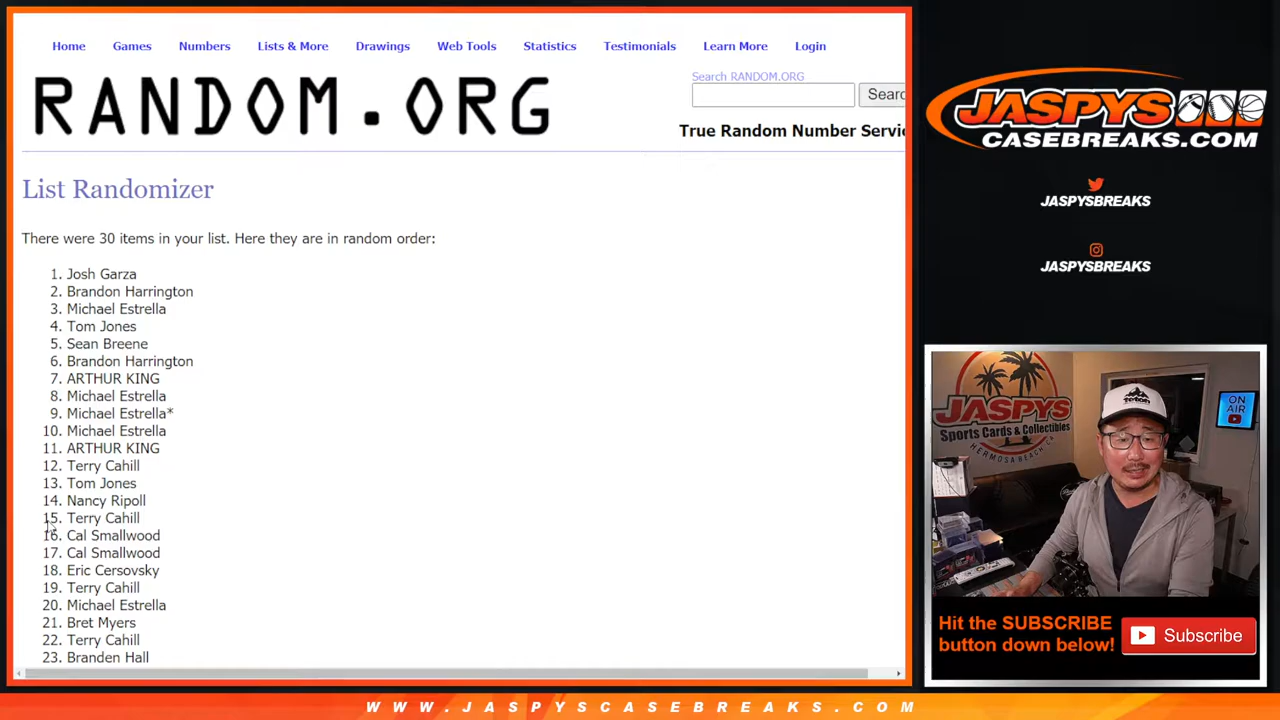 Home Games Numbers Lists & More Drawings Web Tools Statistics Testimonials Learn More Login
RANDOM.ORG
Search RANDOM.ORG
Searc
True Random Number Servic
List Randomizer
There were 30 items in your list. Here they are in random order:
1. Josh Garza
2. Brandon Harrington
3. Michael Estrella
4. Tom Jones
5. Sean Breene
6. Brandon Harrington
7. ARTHUR KING
8. Michael Estrella
9. Michael Estrella*
10. Michael Estrella
11. ARTHUR KING
12. Terry Cahill
13. Tom Jones
14. Nancy Ripoll
15. Terry Cahill
16. Cal Smallwood
17. Cal Smallwood
18. Eric Cersovsky
19. Terry Cahill
20. Michael Estrella
21. Bret Myers
22. Terry Cahill
23. Branden Hall
JASPYS
CASEBREAKS.COM
JASPYSBREAKS
JASPYSBREAKS
JASPYS
Sports Cards & Collectibles
HERMOSA BEACH, CA
ON
AIR
Hit the SUBSCRIBE
button down below!
Subscribe
WWW.JASPYSCASEBREAKS.COM